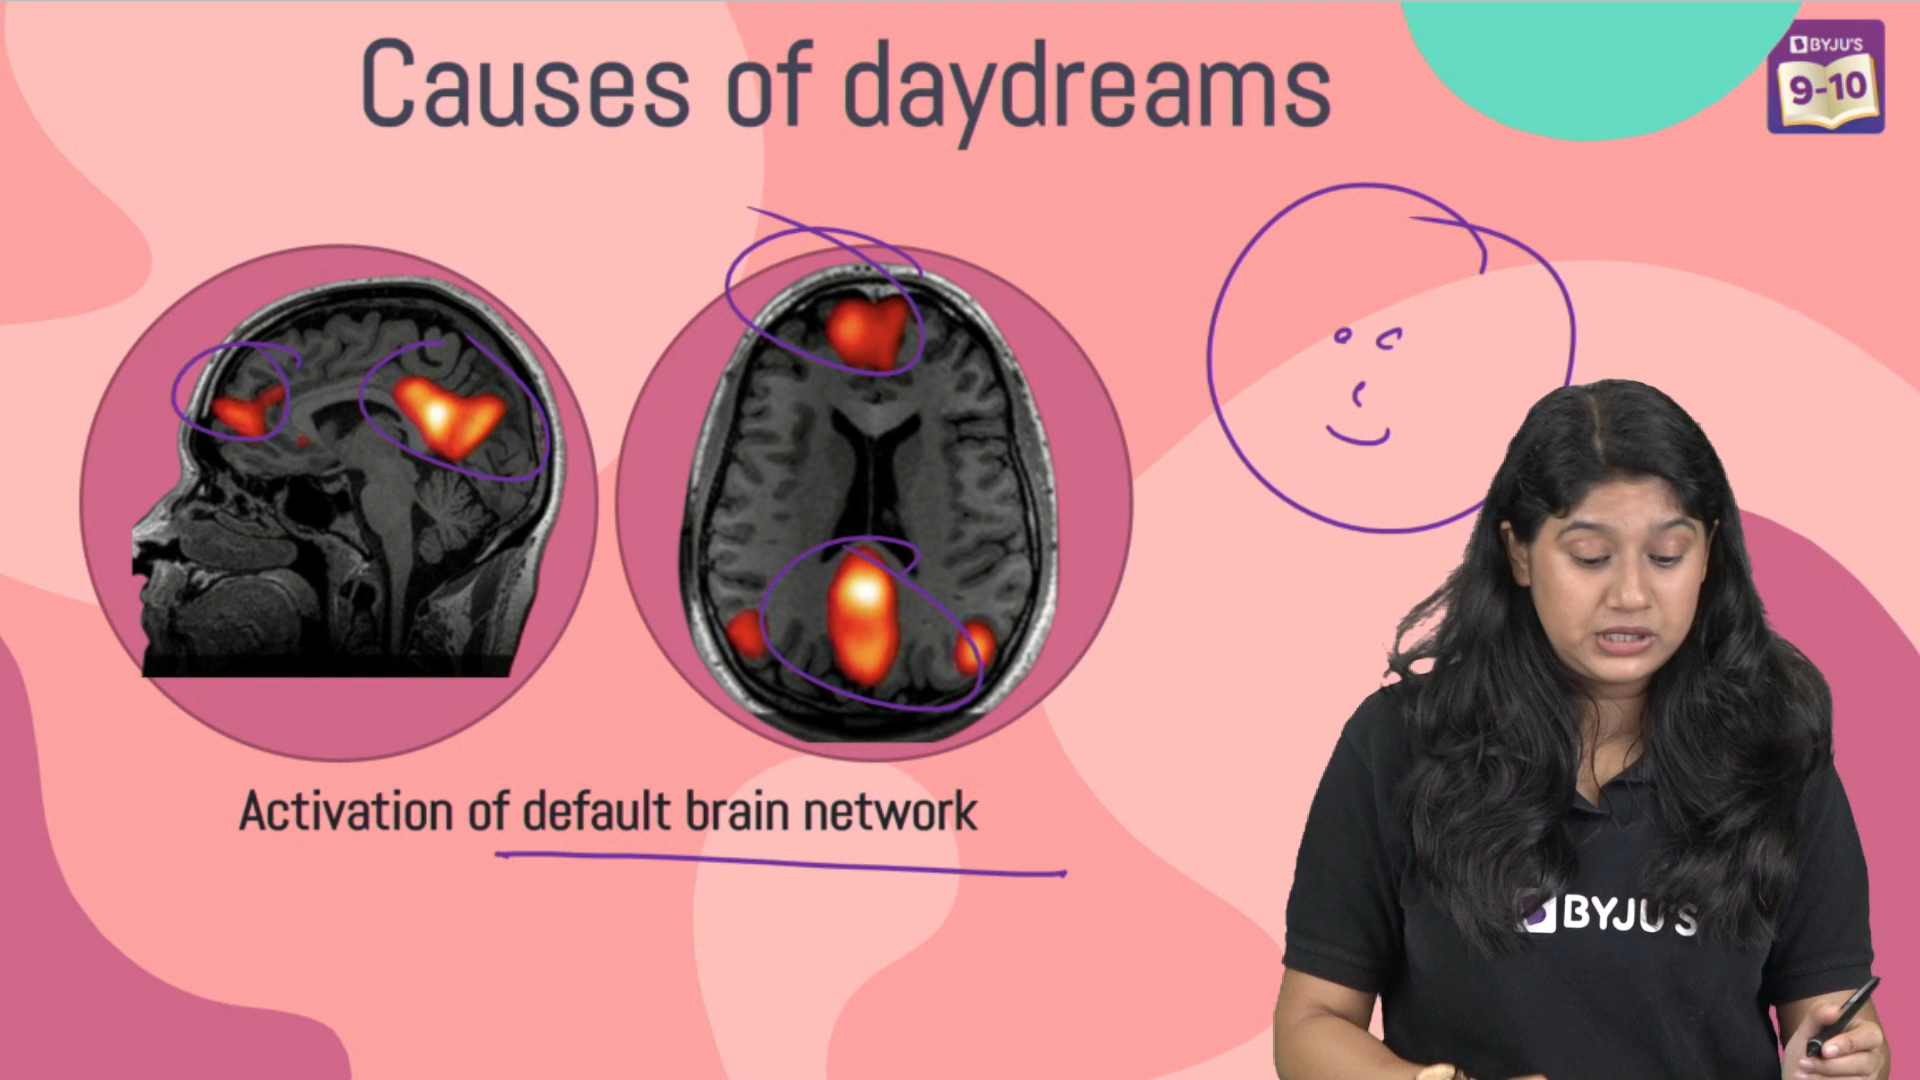 Causes of daydreams
BYJU'S
9-10
Activation of default brain network
BYJU'S